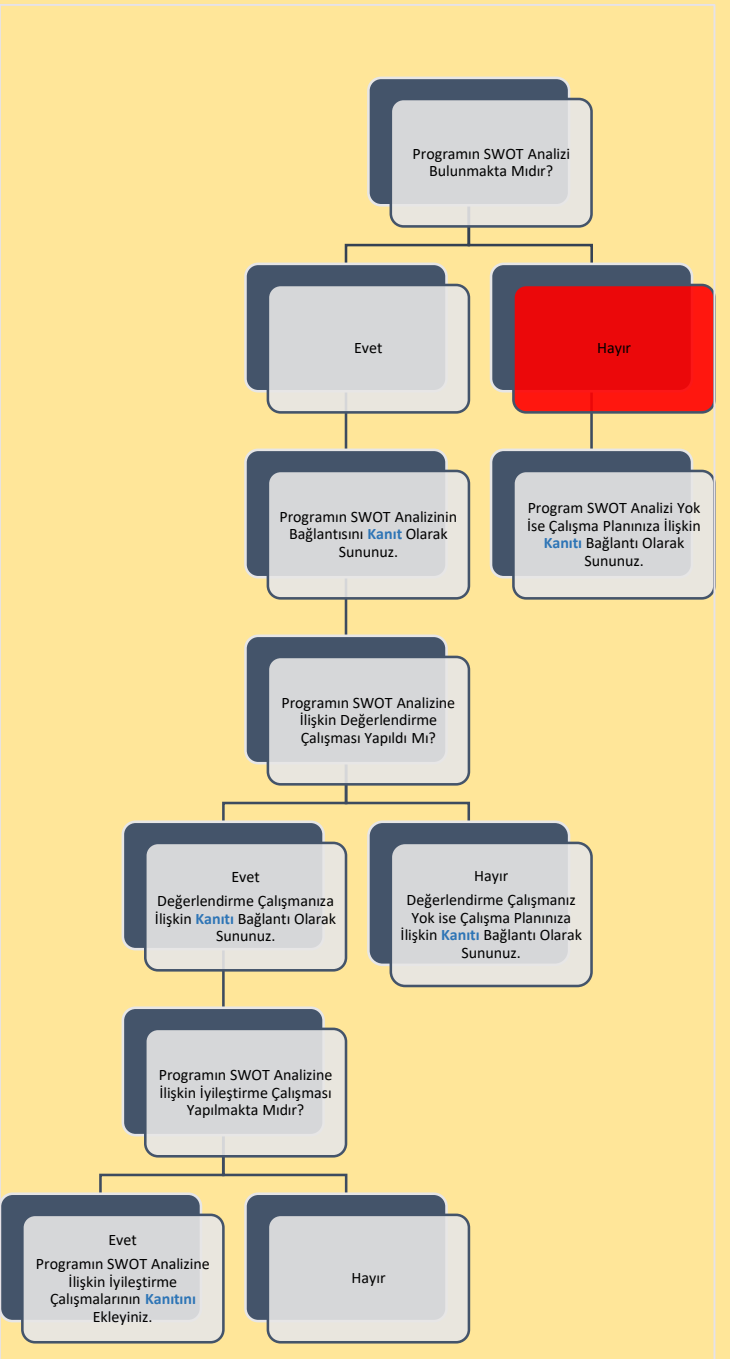 Programın SWOT Analizi
Bulunmakta Mıdır?
Evet
Hayır
Programın SWOT Analizinin
Bağlantısını Kanıt Olarak
Sununuz.
Program SWOT Analizi Yok
İse Çalışma Planınıza İlişkin
Kanıtı Bağlantı Olarak
Sununuz.
Programın SWOT Analizine
İlişkin Değerlendirme
Çalışması Yapıldı Mı?
Evet
Değerlendirme Çalışmanıza
İlişkin Kanıtı Bağlantı Olarak
Sununuz.
Hayır
Değerlendirme Çalışmanız
Yok ise Çalışma Planınıza
İlişkin Kanıtı Bağlantı Olarak
Sununuz.
Programın SWOT Analizine
İlişkin İyileştirme Çalışması
Yapılmakta Mıdır?
Evet
Programın SWOT Analizine
İlişkin İyileştirme
Çalışmalarının Kanıtını
Ekleyiniz.
Hayır